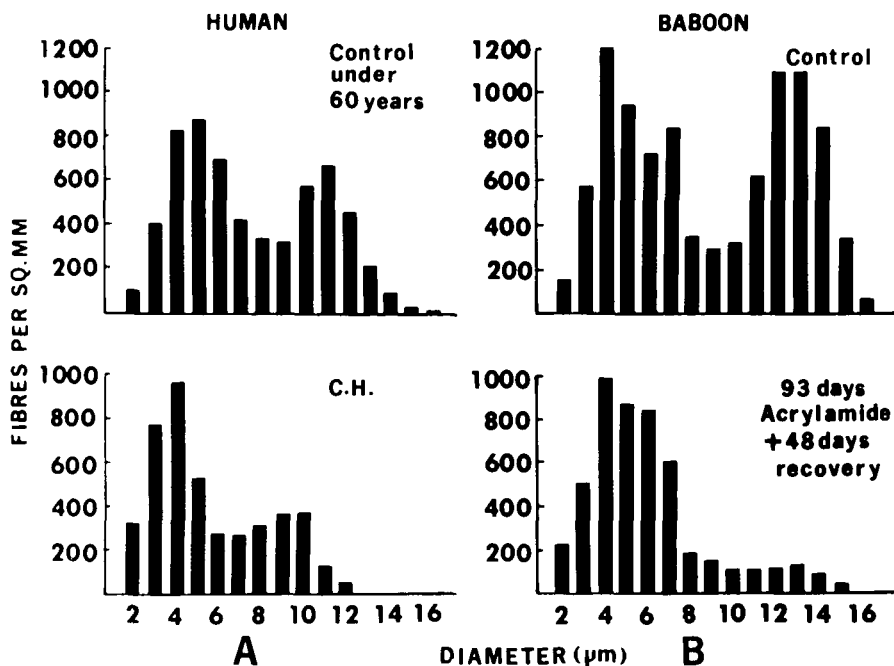 HUMAN
BABOON
Control
under
60 years
Control
1200
1000
800
600
400
200
1200
1000
800
600
400
200
FIBRES PER SQ.MM
C.H.
93 days
Acrylamide
+48days
recovery
1000
800
600
400
200
1000
800
600
400
200
2 4 6 8 10 12 14 16
2 4 6 8 10 12 14 16
A
DIAMETER (μm)
B